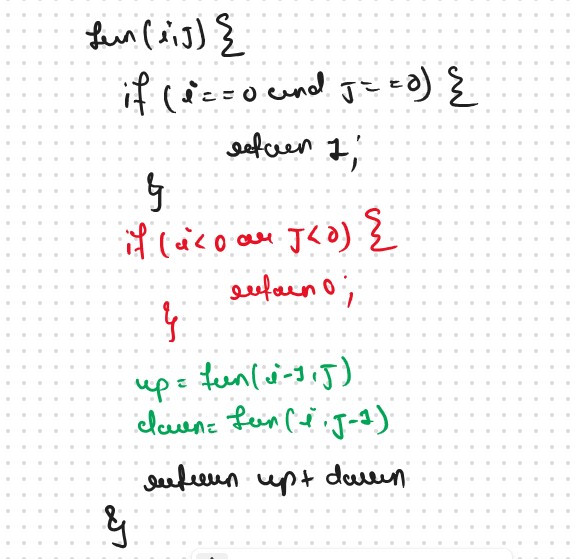 fun(i,J) {
if (i==0 and J==0) {
return 1;
}
if (i<0 or J<0) {
return 0;
}
up = fun(i-1,J)
down= fun(i,J-1)
return up+ down
}